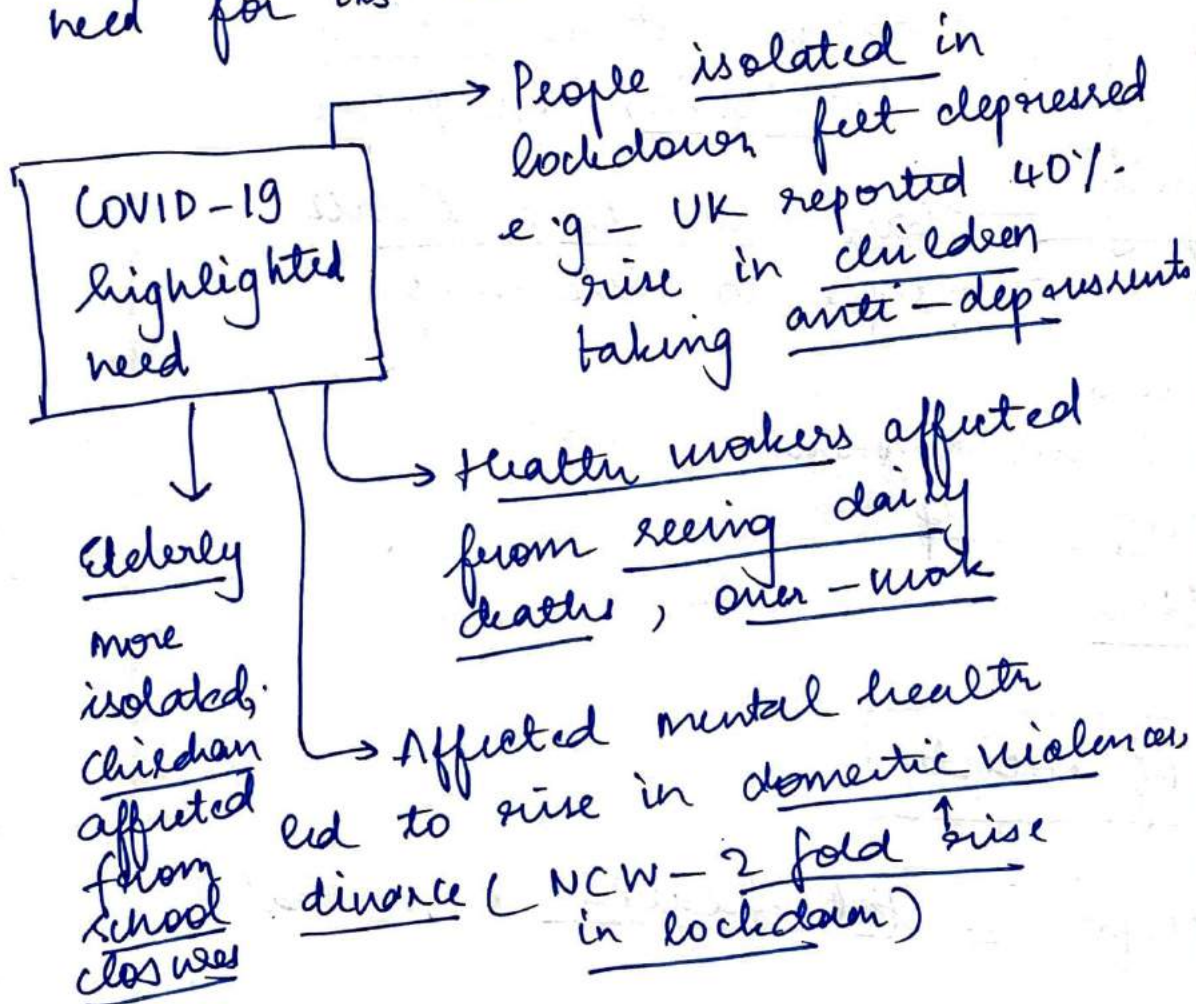 need for
COVID-19
highlighted
need
→ People isolated in
lockdown felt depressed
e.g - UK reported 40%.
rise in children
taking anti-depressants
→ Health workers affected
from seeing daily
deaths, over-work
Elderly
more
isolated;
children
affected
from
school
closures
→ Affected mental health
led to rise in domestic violence,
divorce (NCW - 2 fold rise
in lockdown)